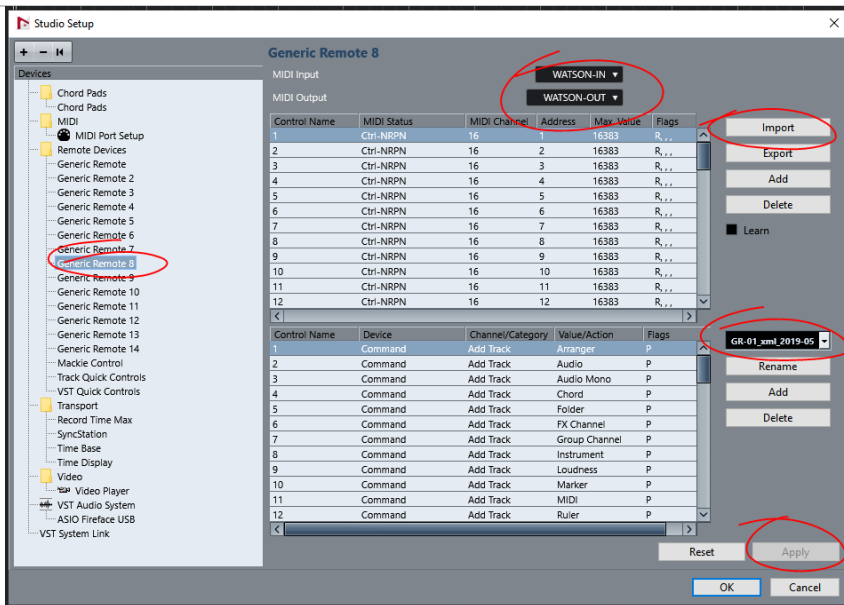 Studio Setup
Devices
Chord Pads
Chord Pads
MIDI
MIDI Port Setup
Remote Devices
Generic Remote
Generic Remote 2
Generic Remote 3
Generic Remote 4
Generic Remote 5
Generic Remote 6
Generic Remote 7
Generic Remote 8
Generic Remote 9
Generic Remote 10
Generic Remote 11
Generic Remote 12
Generic Remote 13
Generic Remote 14
Mackie Control
Track Quick Controls
VST Quick Controls
Transport
Record Time Max
SyncStation
Time Base
Time Display
Video
Video Player
VST Audio System
ASIO Fireface USB
VST System Link
Generic Remote 8
MIDI Input WATSON-IN
MIDI Output WATSON-OUT
Control Name MIDI Status MIDI Channel Address Max. Value Flags
1 Ctrl-NRPN 16 1 16383 R, , ,
2 Ctrl-NRPN 16 2 16383 R, , ,
3 Ctrl-NRPN 16 3 16383 R, , ,
4 Ctrl-NRPN 16 4 16383 R, , ,
5 Ctrl-NRPN 16 5 16383 R, , ,
6 Ctrl-NRPN 16 6 16383 R, , ,
7 Ctrl-NRPN 16 7 16383 R, , ,
8 Ctrl-NRPN 16 8 16383 R, , ,
9 Ctrl-NRPN 16 9 16383 R, , ,
10 Ctrl-NRPN 16 10 16383 R, , ,
11 Ctrl-NRPN 16 11 16383 R, , ,
12 Ctrl-NRPN 16 12 16383 R, , ,
Import
Export
Add
Delete
Learn
Control Name Device Channel/Category Value/Action Flags
1 Command Add Track Arranger P
2 Command Add Track Audio P
3 Command Add Track Audio Mono P
4 Command Add Track Chord P
5 Command Add Track Folder P
6 Command Add Track FX Channel P
7 Command Add Track Group Channel P
8 Command Add Track Instrument P
9 Command Add Track Loudness P
10 Command Add Track Marker P
11 Command Add Track MIDI P
12 Command Add Track Ruler P
GR-01_xml_2019-05
Rename
Add
Delete
Reset Apply
OK Cancel